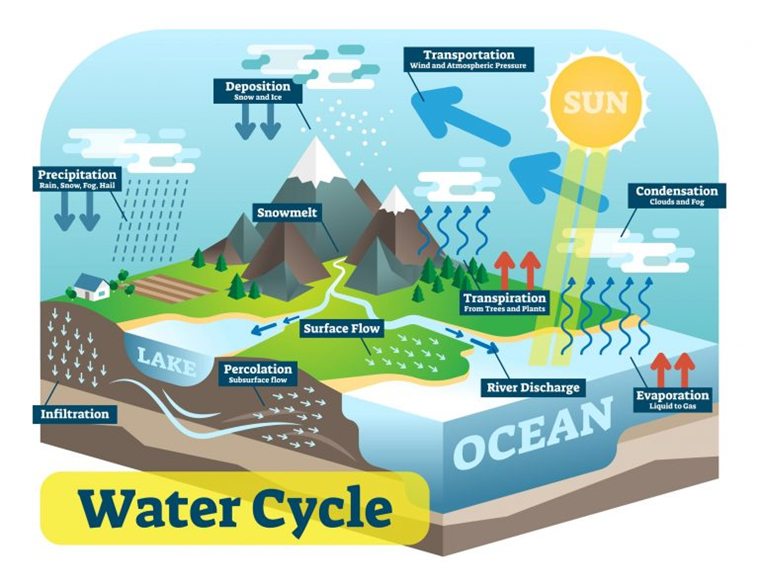 Transportation
Wind and Atmospheric Pressure
Deposition
Snow and Ice
SUN
Precipitation
Rain, Snow, Fog, Hail
Condensation
Clouds and Fog
Snowmelt
Transpiration
From Trees and Plants
Surface Flow
LAKE
Percolation
Subsurface flow
River Discharge
Evaporation
Liquid to Gas
Infiltration
OCEAN
Water Cycle